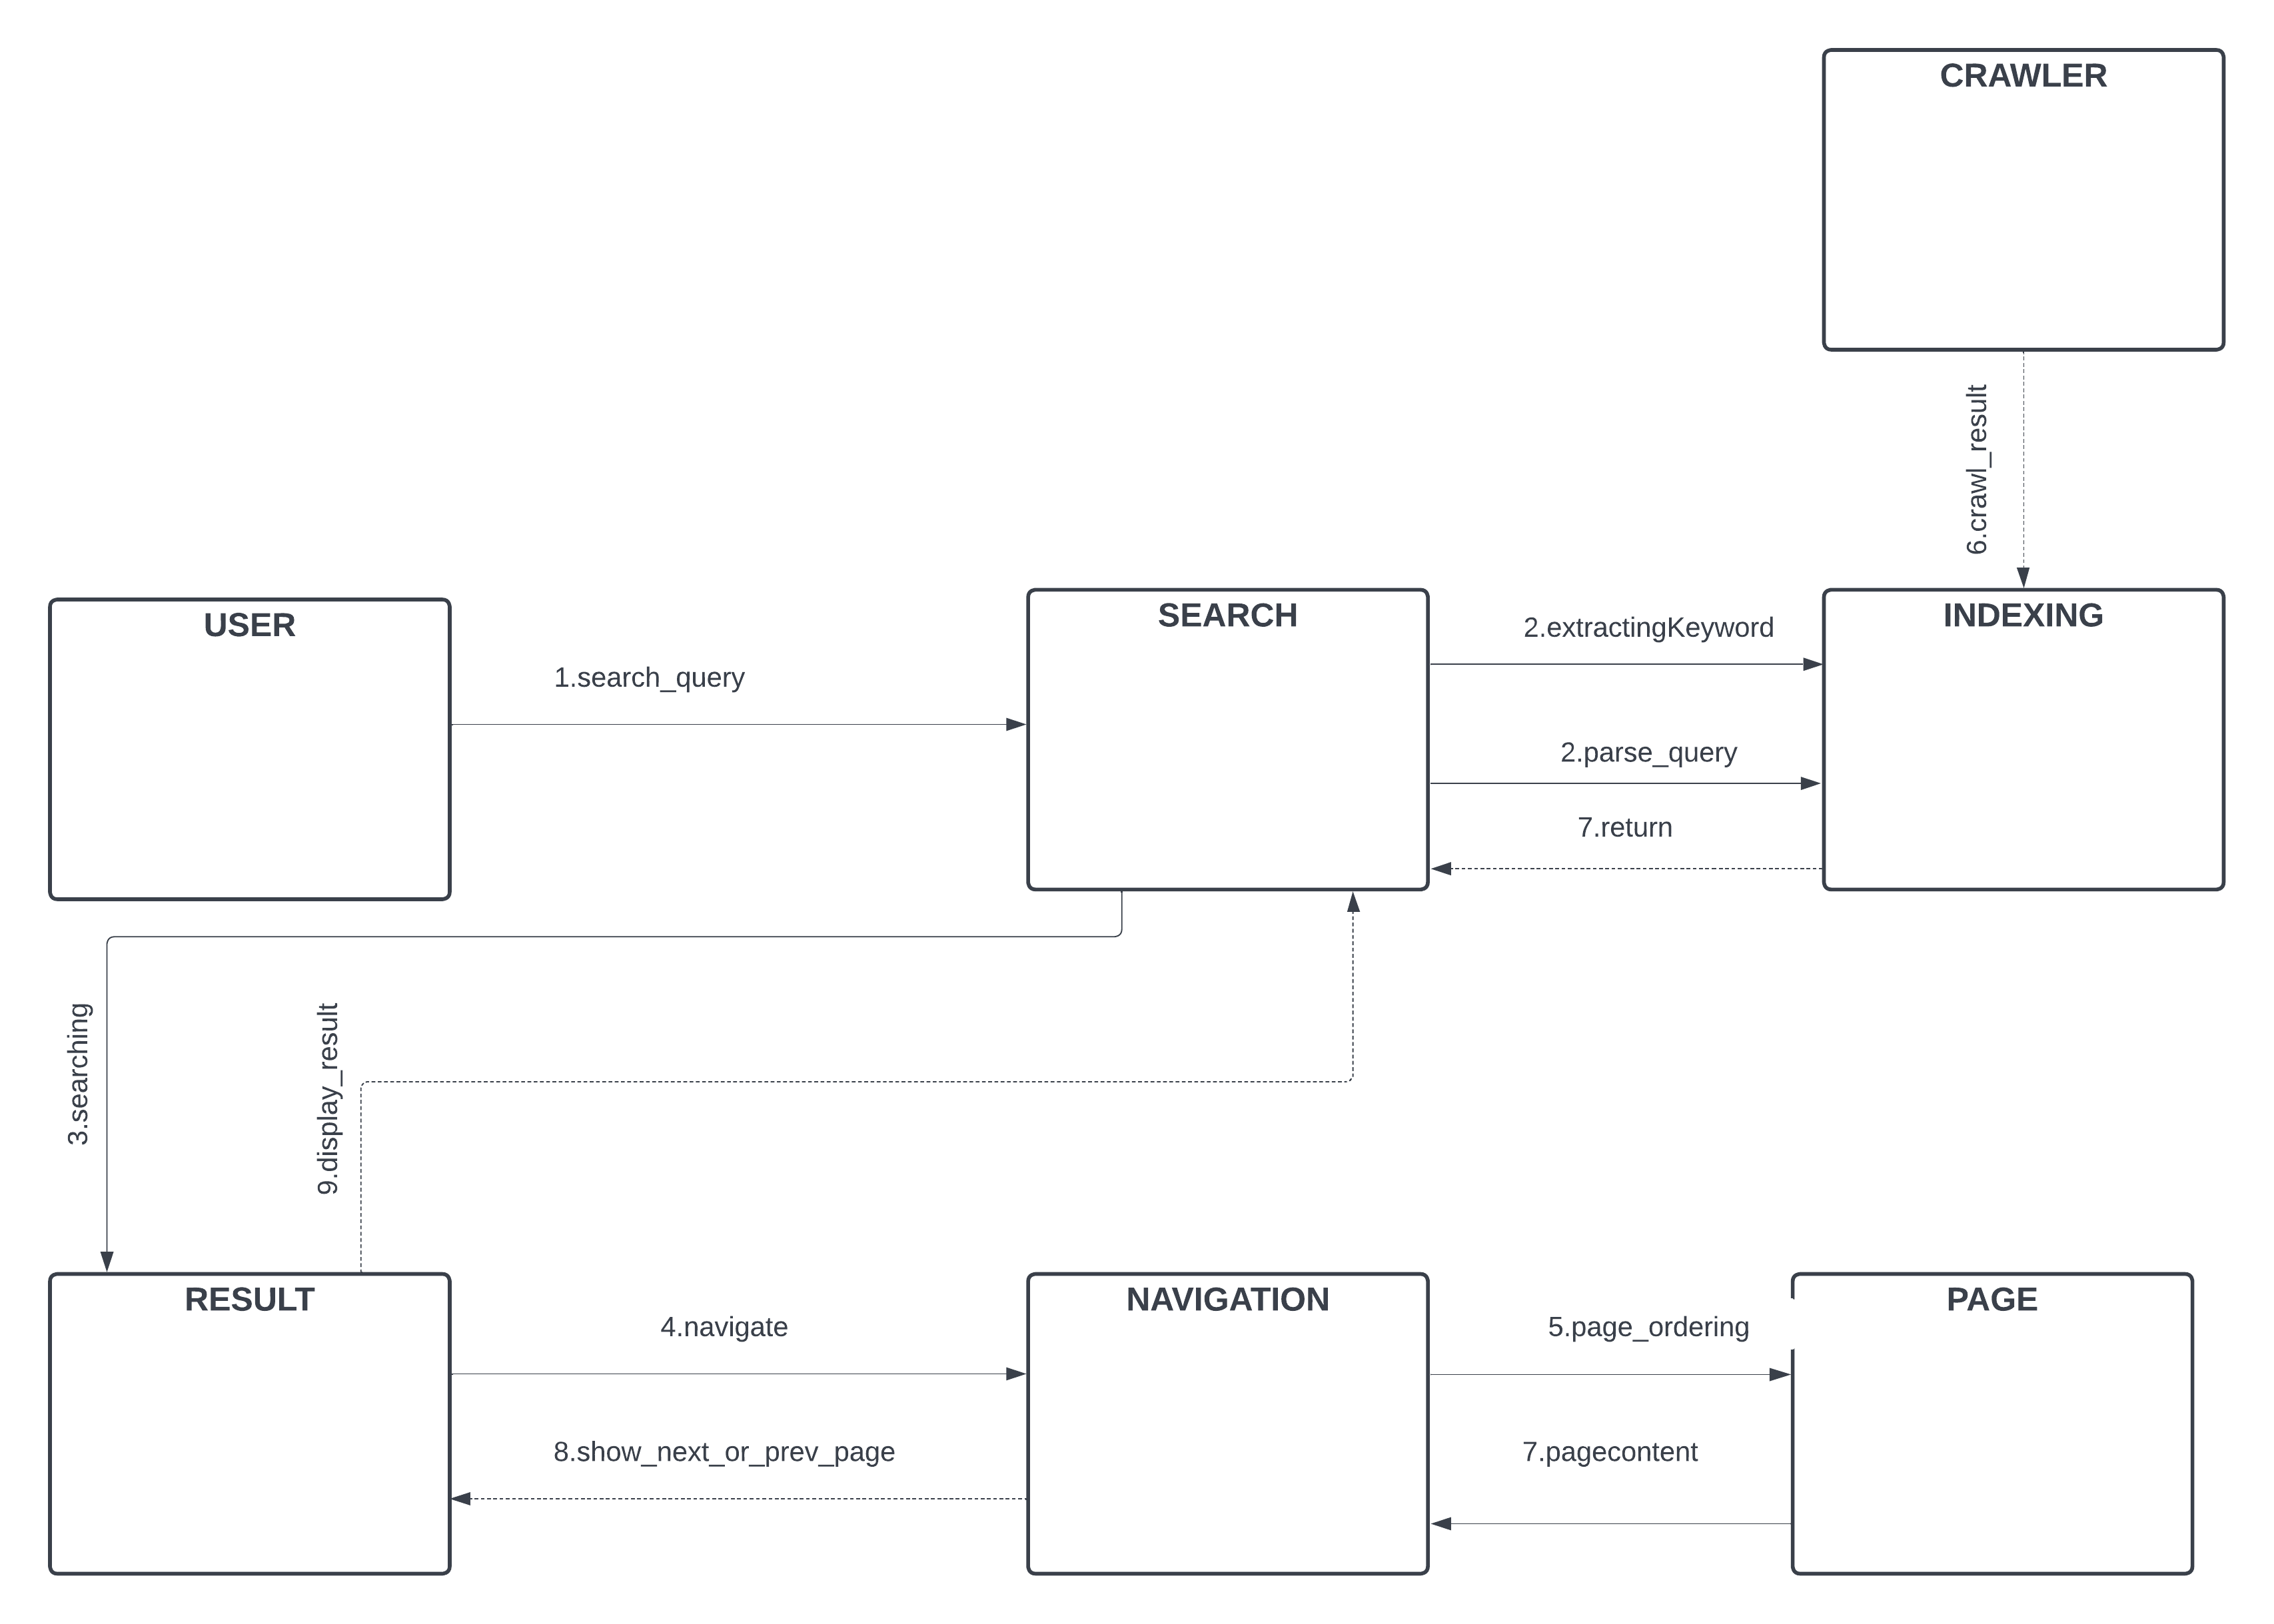 CRAWLER
6.crawl_result
USER
SEARCH
INDEXING
1.search_query
2.extractingKeyword
2.parse_query
7.return
3.searching
9.display_result
RESULT
NAVIGATION
PAGE
4.navigate
5.page_ordering
8.show_next_or_prev_page
7.pagecontent